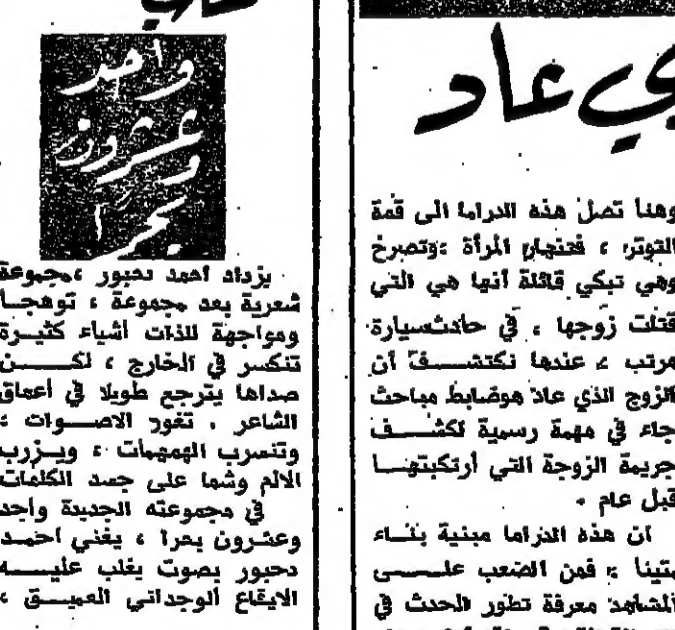 ي عاد
وهنا تصل هذه الدراما الى قمة
التوتر ، فتنهار المرأة وتصرخ
وهي تبكي قائلة أنها هي التي
قتلت زوجها ، في حادث سيارة
مرتب ، عندها نكتشف أن
الزوج الذي عاد هو ضابط مباحث
جاء في مهمة رسمية لكشف
جريمة الزوجة التي أرتكبتها
قبل عام .
ان هذه الدراما مبنية بناء
متينا ، فمن الصعب على
المشاهد معرفة تطور الحدث في
واحد
وعشرون
بحرا
يزداد أحمد دحبور ، مجموعة
شعرية بعد مجموعة ، توهجا
ومواجهة للذات اشياء كثيرة
تنكسر في الخارج ، لكن
صداها يترجع طويلا في أعماق
الشاعر . تغور الاصوات ،
وتنسرب الهمهمات ، ويزرب
الالم وشما على جسد الكلمات
في مجموعته الجديدة واحد
وعشرون بحرا ، يغني احمد
دحبور بصوت يغلب عليه
الايقاع الوجداني العميق ،